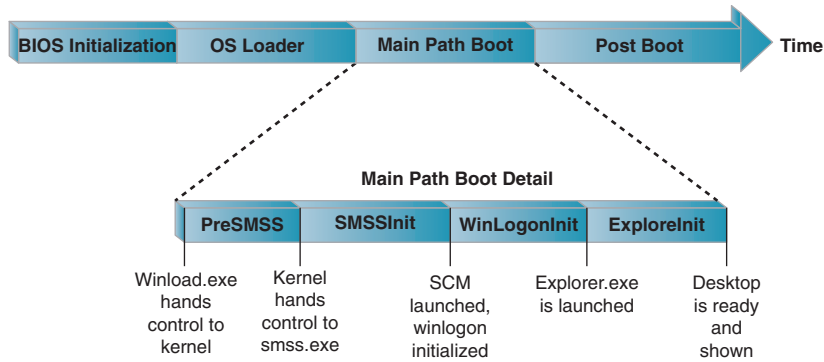 BIOS Initialization OS Loader Main Path Boot Post Boot Time
Main Path Boot Detail
PreSMSS SMSSInit WinLogonInit ExploreInit
Winload.exe
hands
control to
kernel
Kernel
hands
control to
smss.exe
SCM
launched,
winlogon
initialized
Explorer.exe
is launched
Desktop
is ready
and
shown